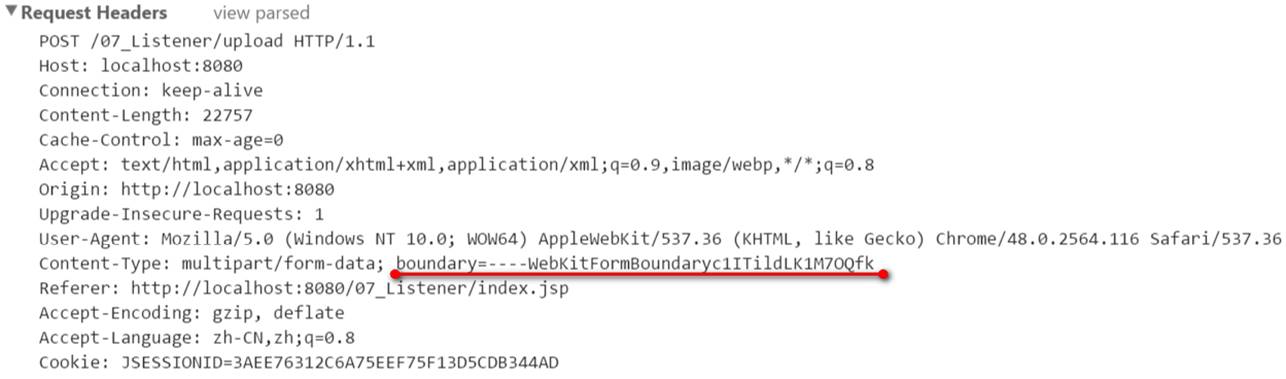 ▼Request Headers view parsed
POST /07_Listener/upload HTTP/1.1
Host: localhost:8080
Connection: keep-alive
Content-Length: 22757
Cache-Control: max-age=0
Accept: text/html,application/xhtml+xml,application/xml;q=0.9,image/webp,*/*;q=0.8
Origin: http://localhost:8080
Upgrade-Insecure-Requests: 1
User-Agent: Mozilla/5.0 (Windows NT 10.0; WOW64) AppleWebKit/537.36 (KHTML, like Gecko) Chrome/48.0.2564.116 Safari/537.36
Content-Type: multipart/form-data; boundary=----WebKitFormBoundaryc1ITildLK1M7OQfk
Referer: http://localhost:8080/07_Listener/index.jsp
Accept-Encoding: gzip, deflate
Accept-Language: zh-CN,zh;q=0.8
Cookie: JSESSIONID=3AEE76312C6A75EEF75F13D5CDB344AD